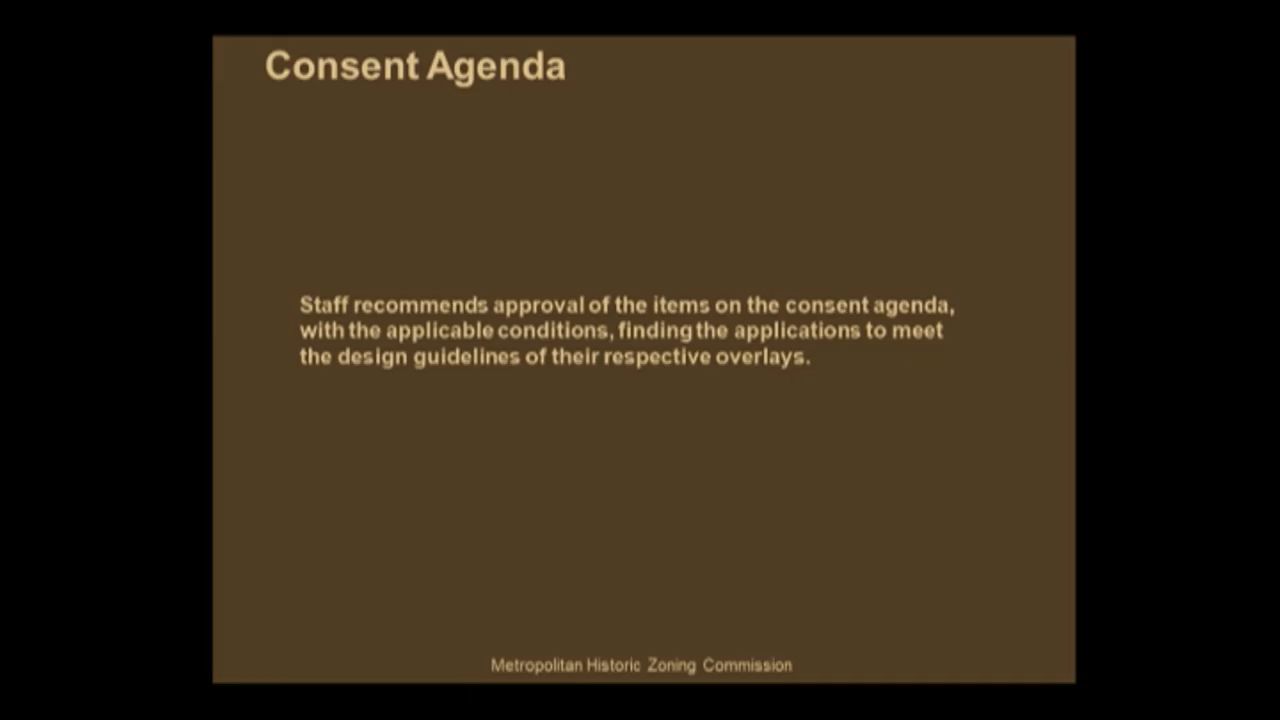 Consent Agenda
Staff recommends approval of the items on the consent agenda,
with the applicable conditions, finding the applications to meet
the design guidelines of their respective overlays.
Metropolitan Historic Zoning Commission